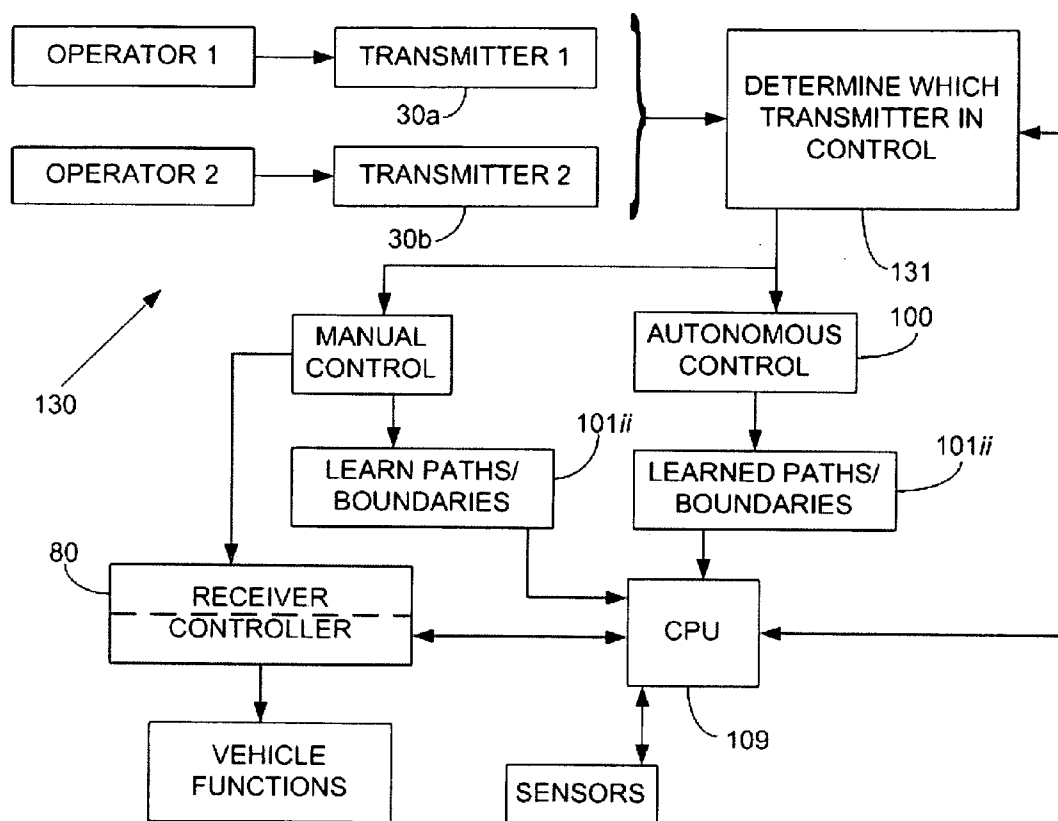 OPERATOR 1
TRANSMITTER 1
30a
OPERATOR 2
TRANSMITTER 2
30b
DETERMINE WHICH
TRANSMITTER IN
CONTROL
131
130
MANUAL
CONTROL
AUTONOMOUS
CONTROL
100
LEARN PATHS/
BOUNDARIES
101ii
LEARNED PATHS/
BOUNDARIES
101ii
80
RECEIVER
CONTROLLER
CPU
109
VEHICLE
FUNCTIONS
SENSORS